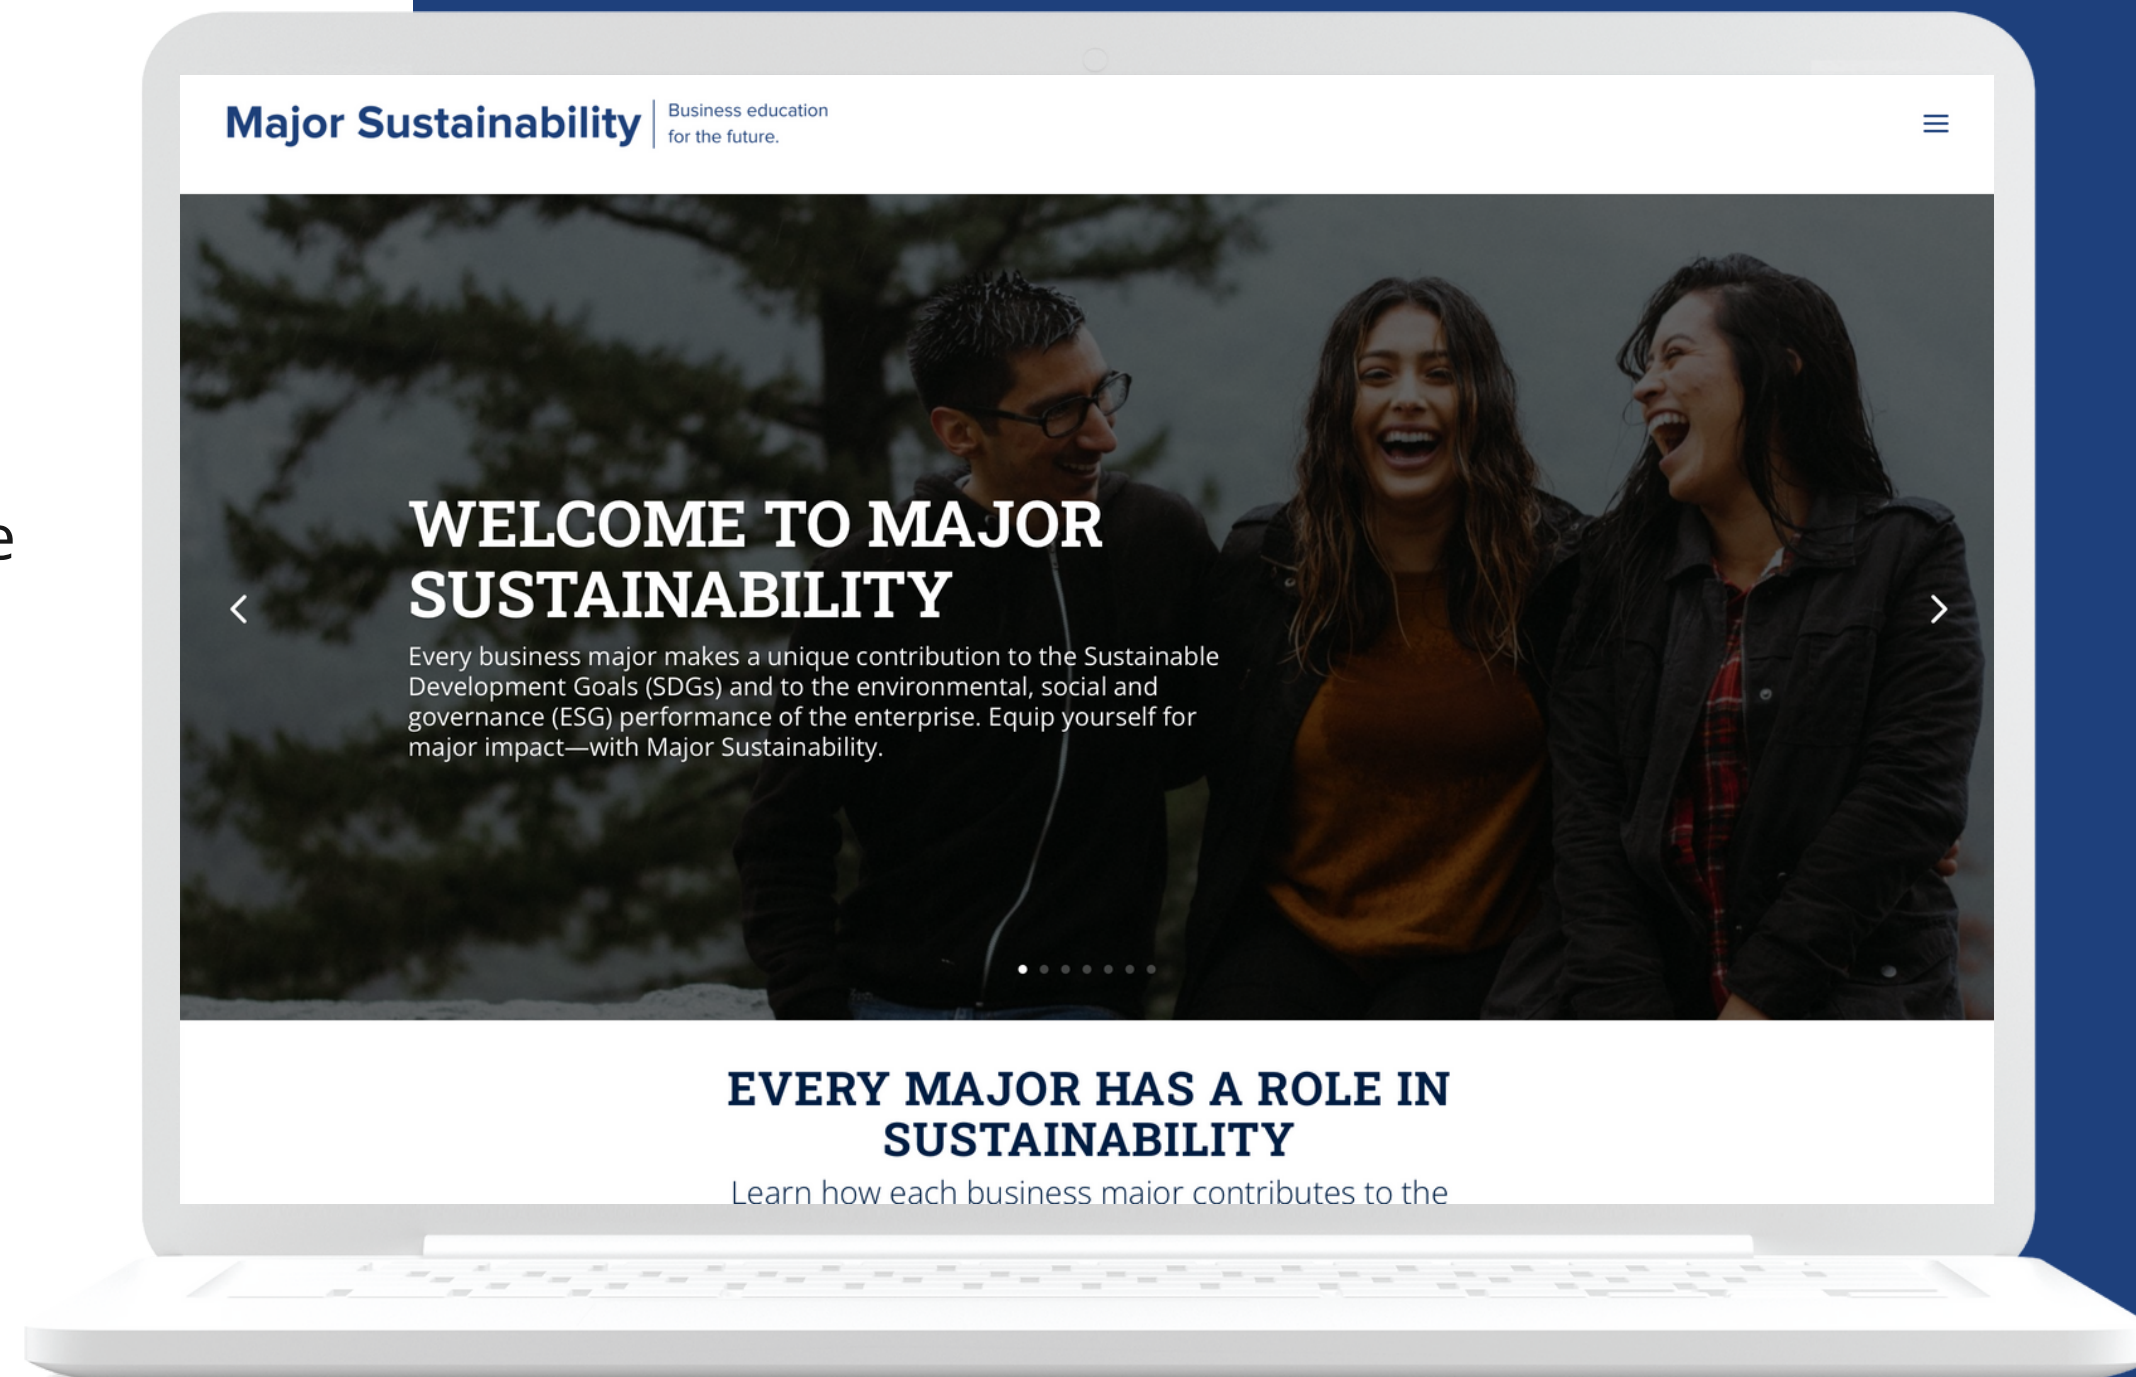 Major Sustainability
Business education
for the future.
e
WELCOME TO MAJOR
SUSTAINABILITY
Every business major makes a unique contribution to the Sustainable
Development Goals (SDGs) and to the environmental, social and
governance (ESG) performance of the enterprise. Equip yourself for
major impact—with Major Sustainability.
EVERY MAJOR HAS A ROLE IN
SUSTAINABILITY
Learn how each business major contributes to the